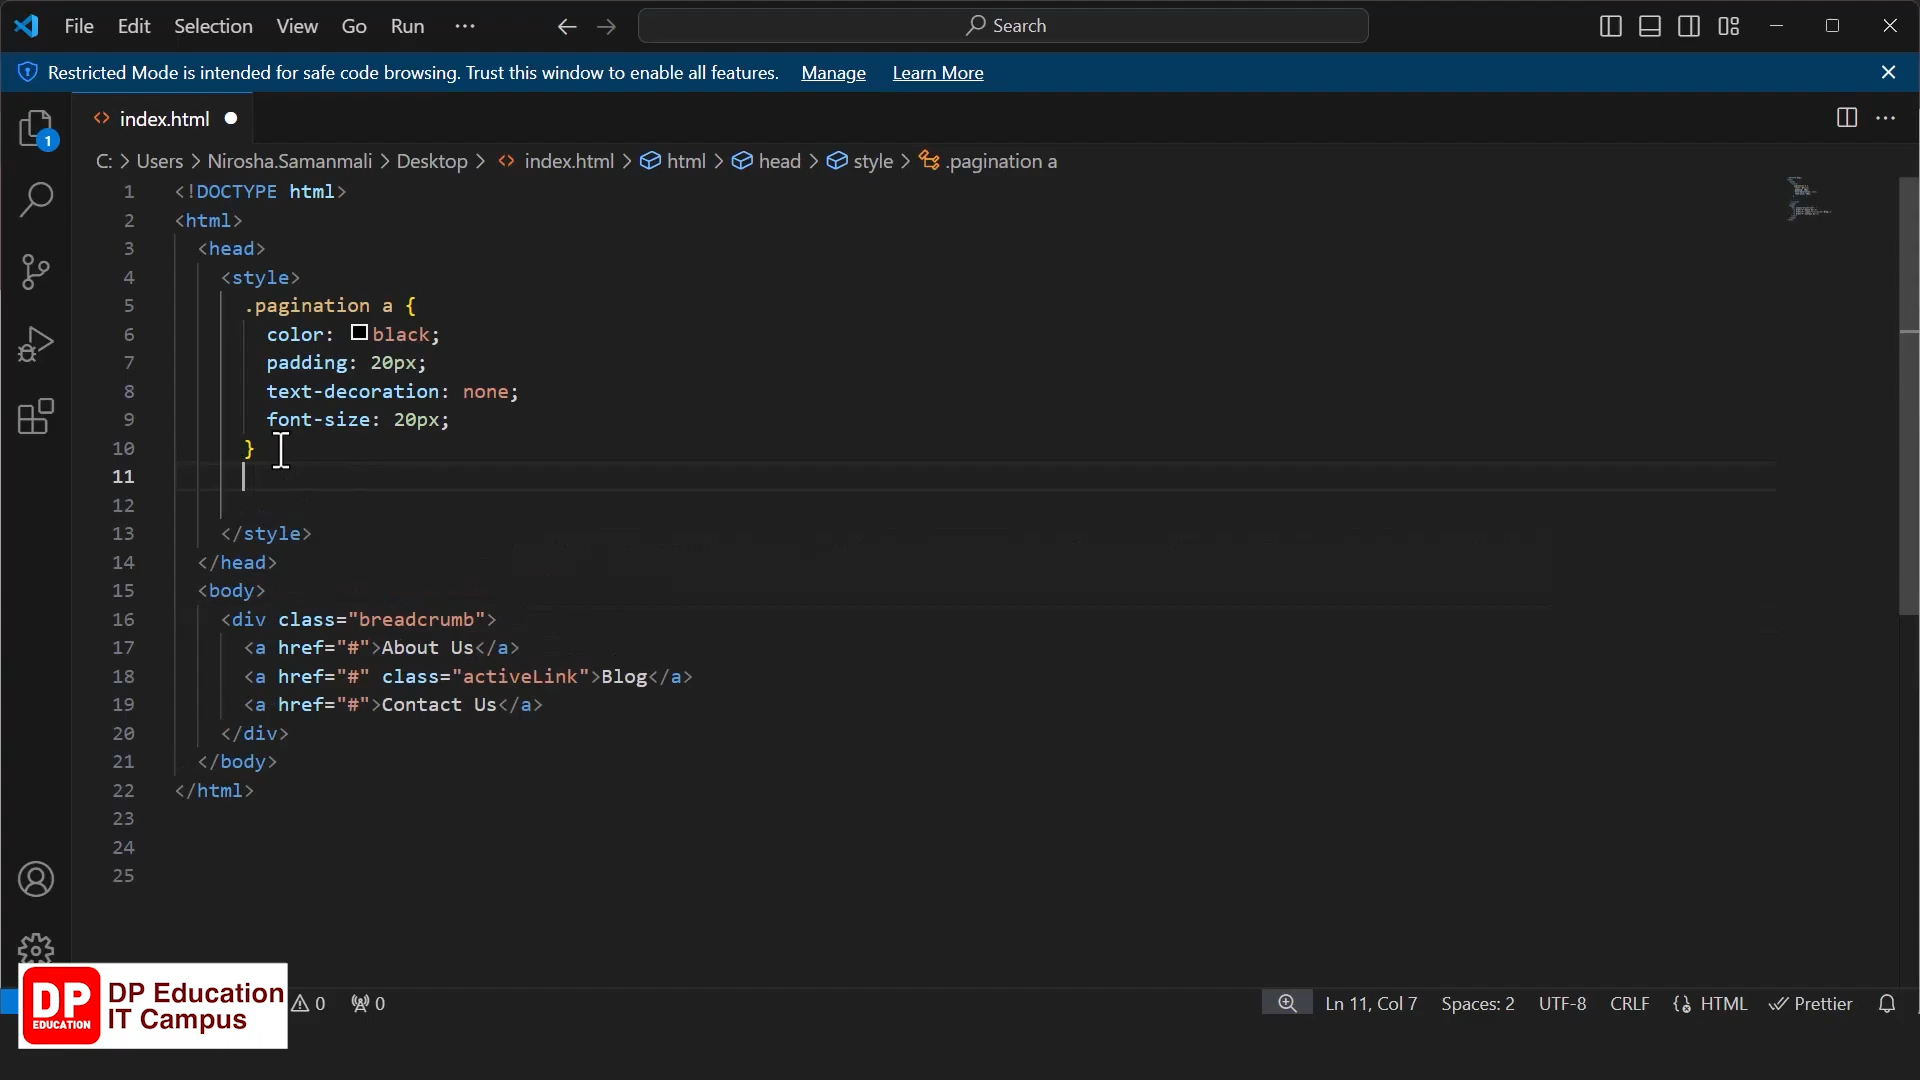 File Edit Selection View Go Run ··· Search
Restricted Mode is intended for safe code browsing. Trust this window to enable all features. Manage Learn More
1
index.html
C: > Users > Nirosha.Samanmali > Desktop > index.html > html > head > style > .pagination a
1 <!DOCTYPE html>
2 <html>
3 <head>
4 <style>
5 .pagination a {
6 color: black;
7 padding: 20px;
8 text-decoration: none;
9 font-size: 20px;
10 }
11
12
13 </style>
14 </head>
15 <body>
16 <div class="breadcrumb">
17 <a href="#">About Us</a>
18 <a href="#" class="activeLink">Blog</a>
19 <a href="#">Contact Us</a>
20 </div>
21 </body>
22 </html>
23
24
25
DP EDUCATION
DP Education
IT Campus
0 0 Ln 11, Col 7 Spaces: 2 UTF-8 CRLF HTML Prettier